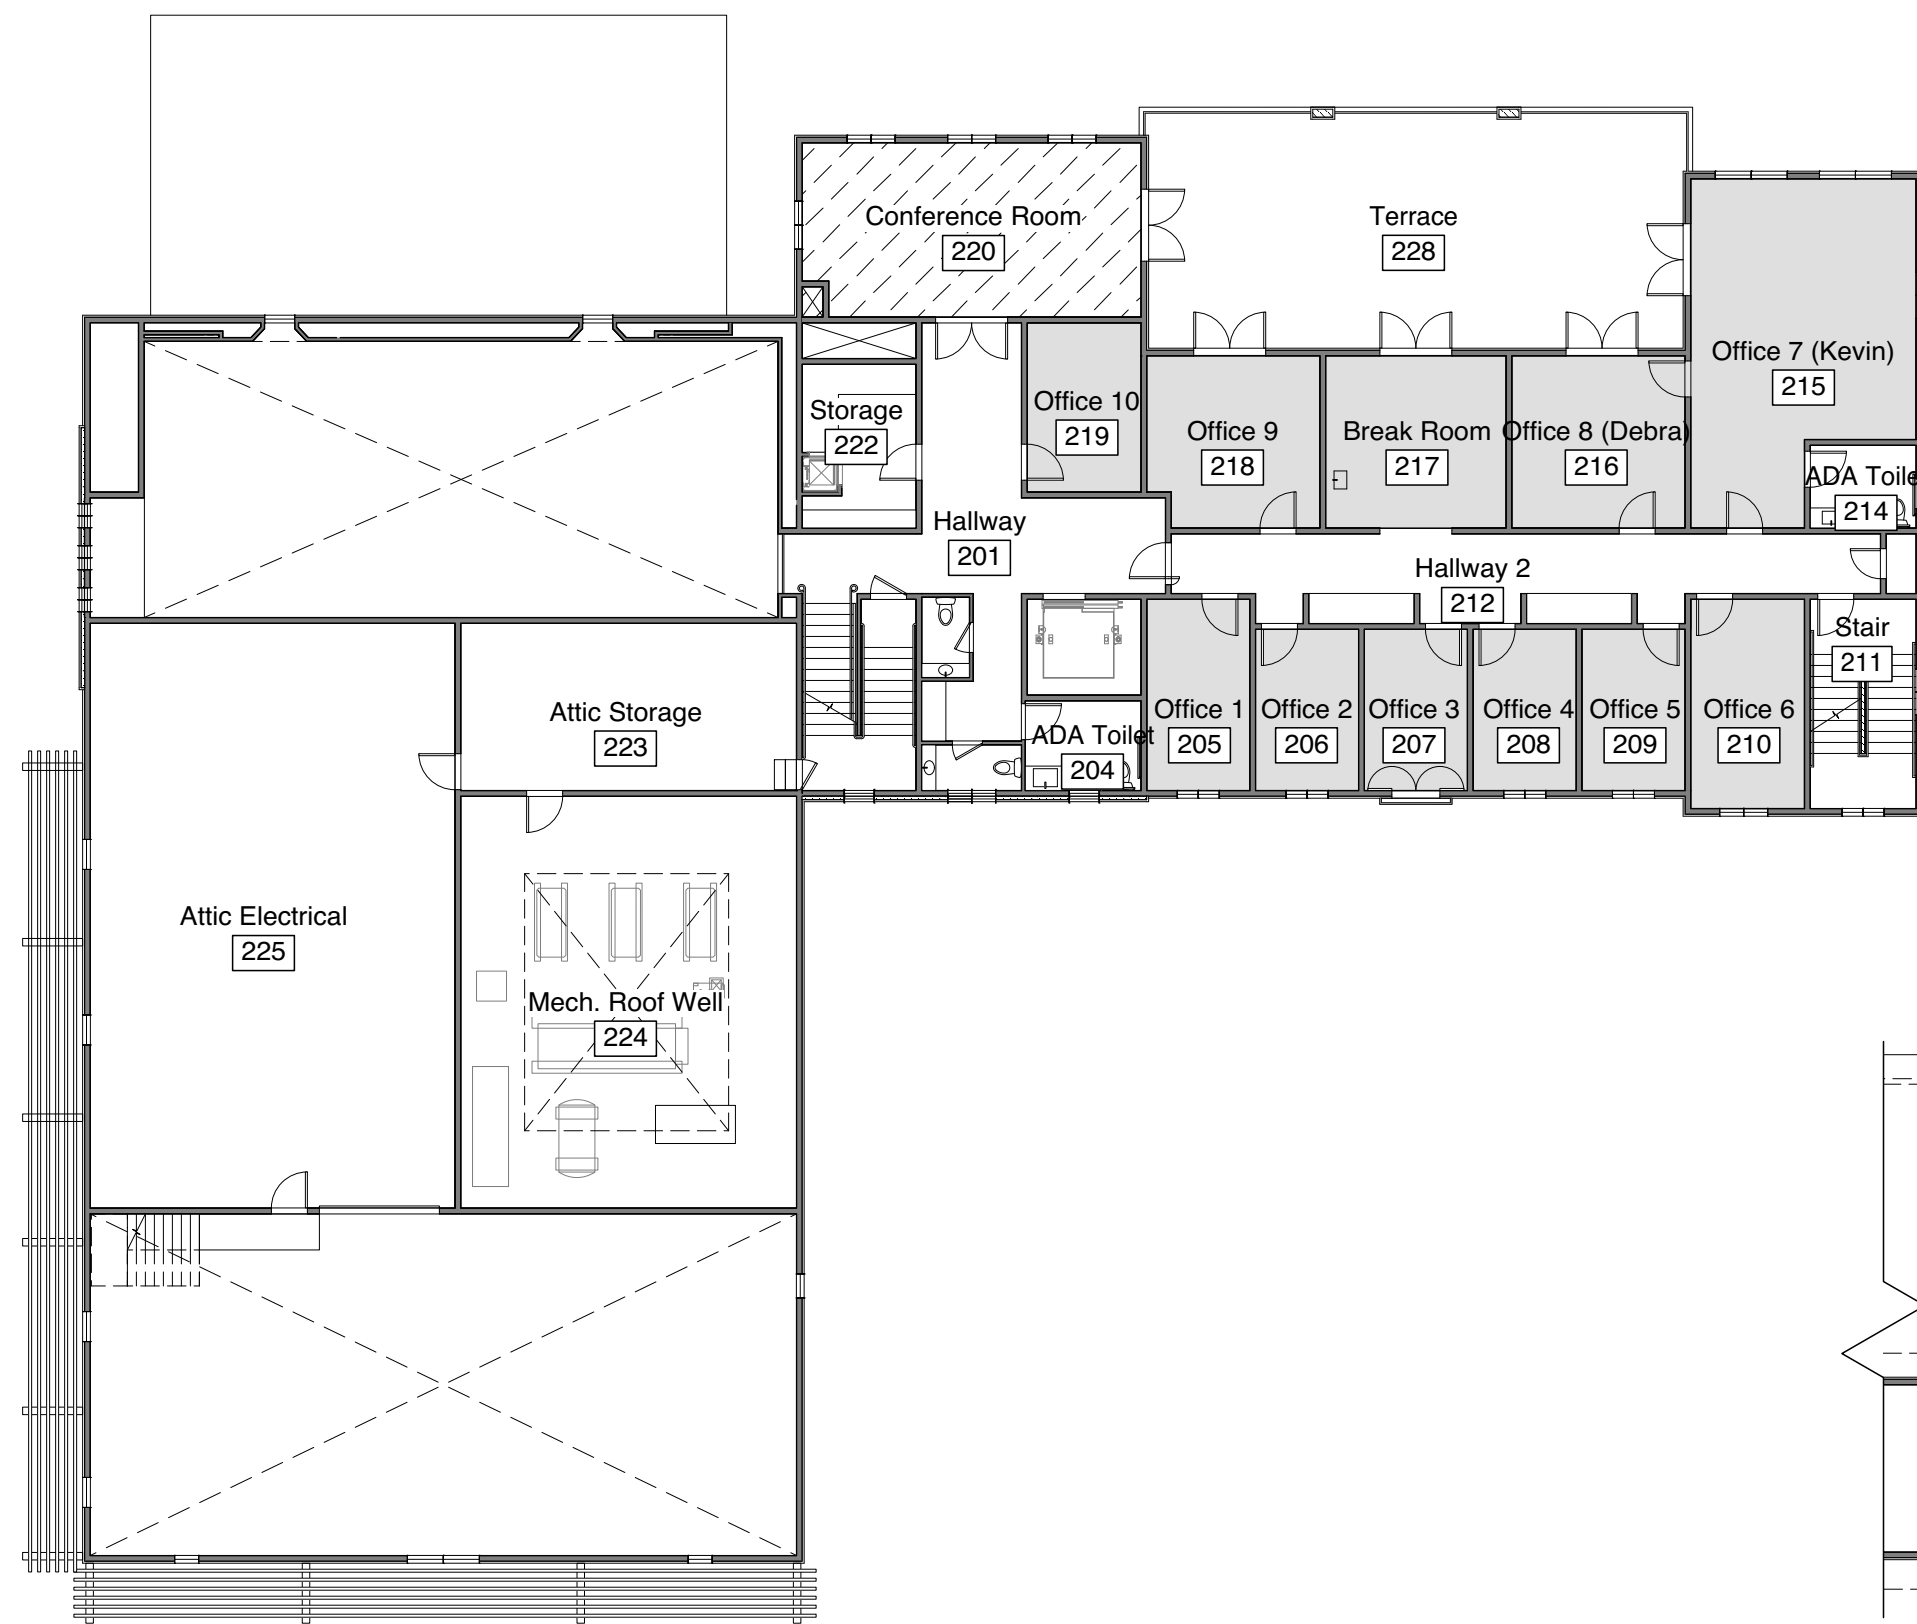 Conference Room
220
Terrace
228
Office 7 (Kevin)
215
Storage
222
Office 10
219
Office 9
218
Break Room
217
Office 8 (Debra)
216
ADA Toile
214
Hallway
201
Hallway 2
212
Stair
211
Attic Storage
223
ADA Toilet
204
Office 1
205
Office 2
206
Office 3
207
Office 4
208
Office 5
209
Office 6
210
Attic Electrical
225
Mech. Roof Well
224